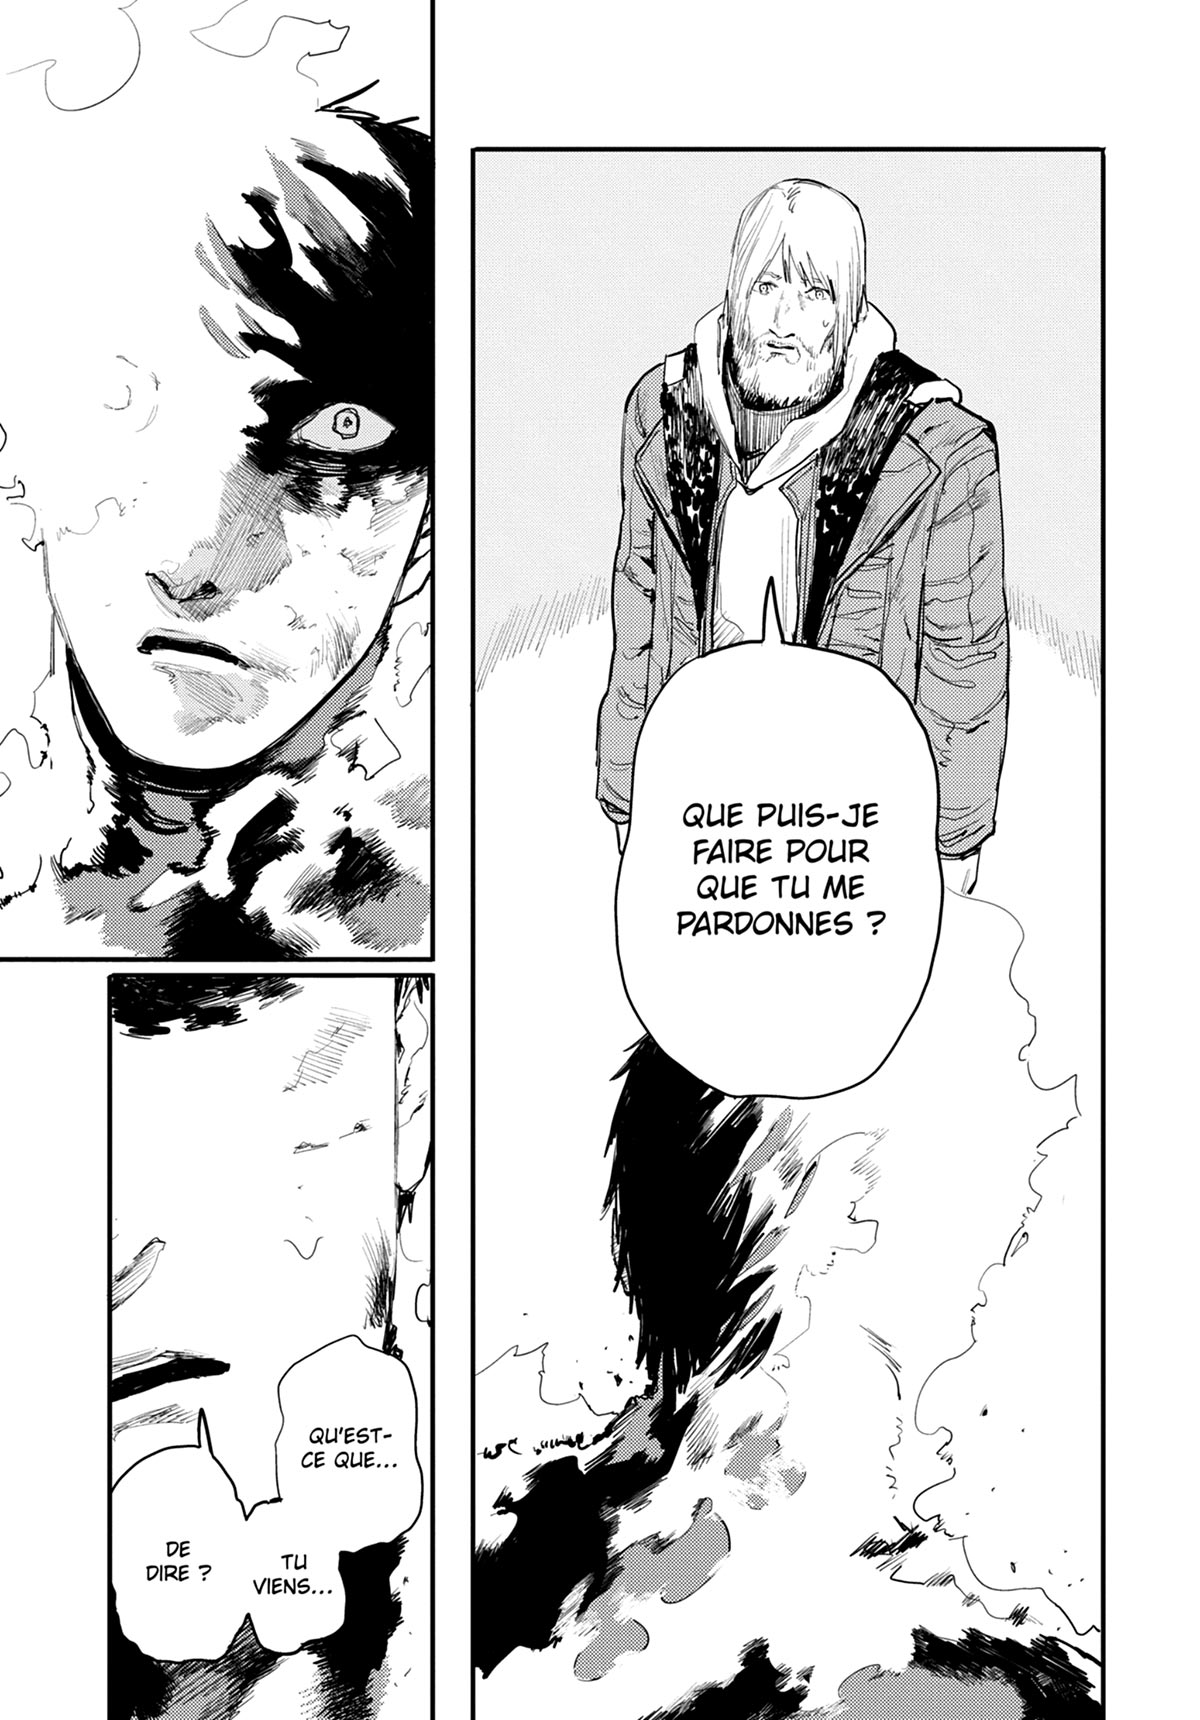 QUE PUIS-JE
FAIRE POUR
QUE TU ME
PARDONNES ?
QU'EST-
CE QUE...
TU
VIENS...
DE
DIRE ?